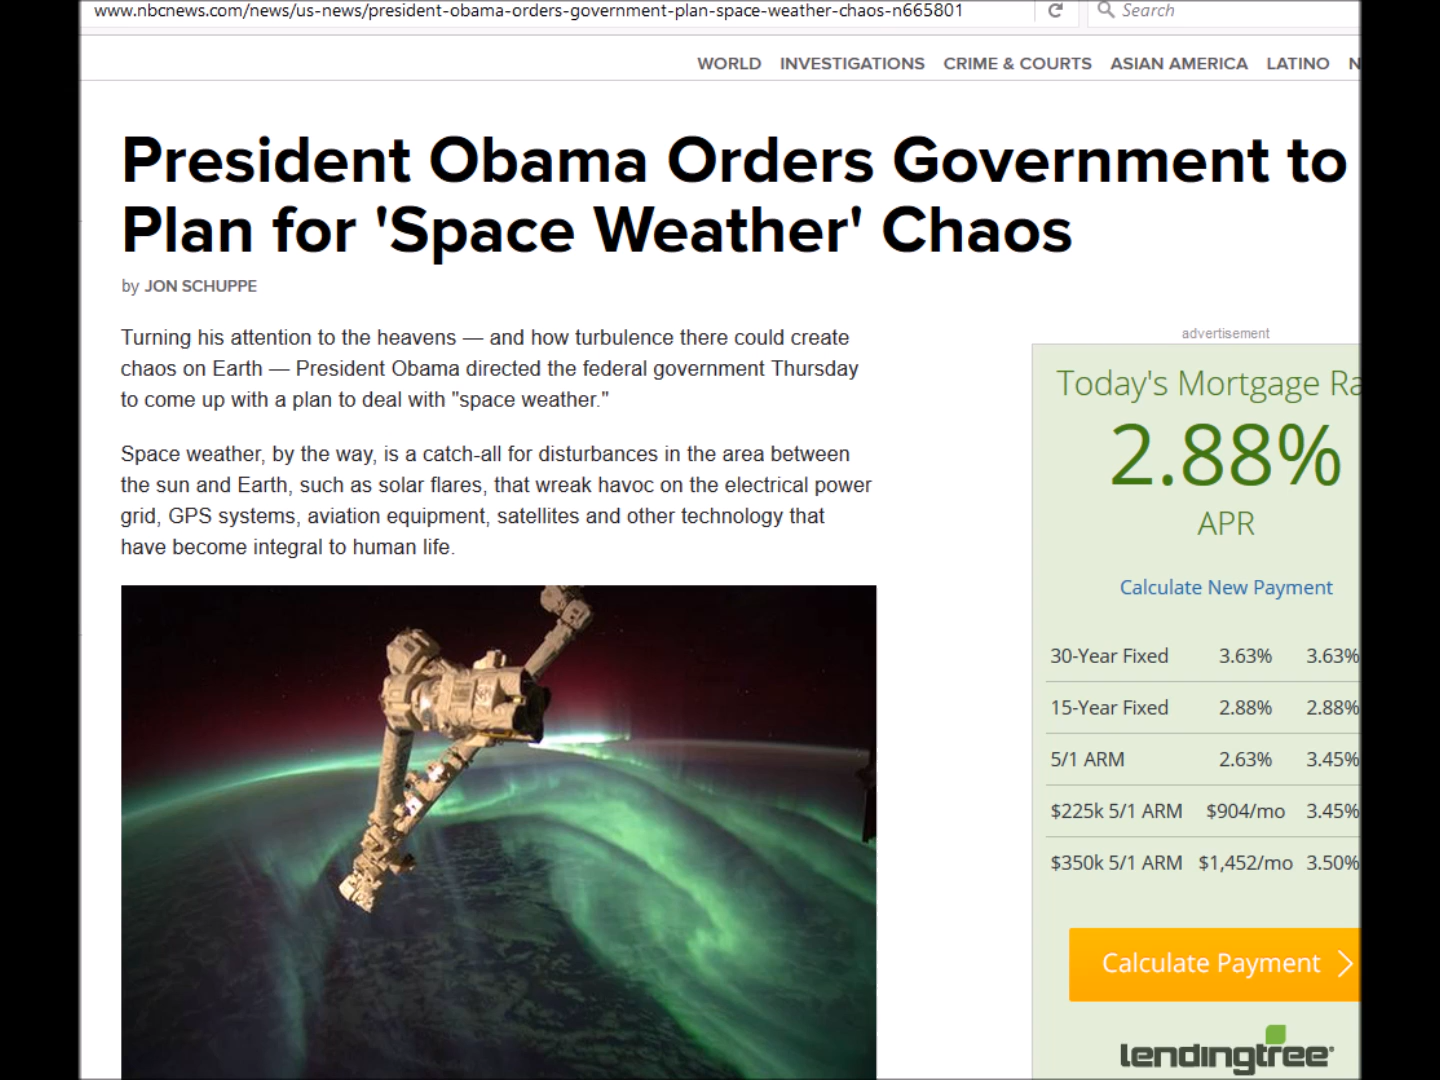 www.nbcnews.com/news/us-news/president-obama-orders-government-plan-space-weather-chaos-n665801
Search
WORLD INVESTIGATIONS CRIME & COURTS ASIAN AMERICA LATINO N
President Obama Orders Government to
Plan for 'Space Weather' Chaos
by JON SCHUPPE
Turning his attention to the heavens — and how turbulence there could create
chaos on Earth — President Obama directed the federal government Thursday
to come up with a plan to deal with "space weather."
Space weather, by the way, is a catch-all for disturbances in the area between
the sun and Earth, such as solar flares, that wreak havoc on the electrical power
grid, GPS systems, aviation equipment, satellites and other technology that
have become integral to human life.
advertisement
Today's Mortgage Ra
2.88%
APR
Calculate New Payment
30-Year Fixed 3.63% 3.63%
15-Year Fixed 2.88% 2.88%
5/1 ARM 2.63% 3.45%
$225k 5/1 ARM $904/mo 3.45%
$350k 5/1 ARM $1,452/mo 3.50%
Calculate Payment
lendingtree